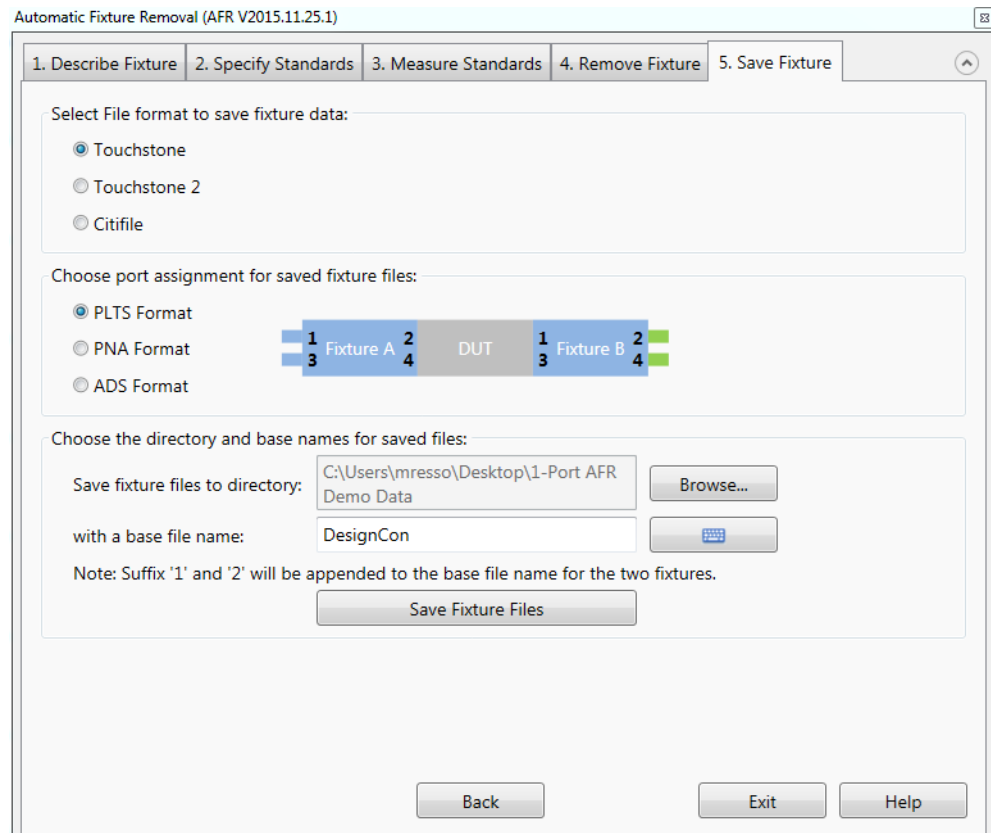 Automatic Fixture Removal (AFR V2015.11.25.1)
1. Describe Fixture 2. Specify Standards 3. Measure Standards 4. Remove Fixture 5. Save Fixture
Select File format to save fixture data:
Touchstone
Touchstone 2
Citifile
Choose port assignment for saved fixture files:
PLTS Format
PNA Format
ADS Format
1 Fixture A 2 DUT 1 Fixture B 2
3 4 3 4
Choose the directory and base names for saved files:
Save fixture files to directory: C:\Users\mresso\Desktop\1-Port AFR
Demo Data
Browse...
with a base file name: DesignCon
Note: Suffix '1' and '2' will be appended to the base file name for the two fixtures.
Save Fixture Files
Back Exit Help